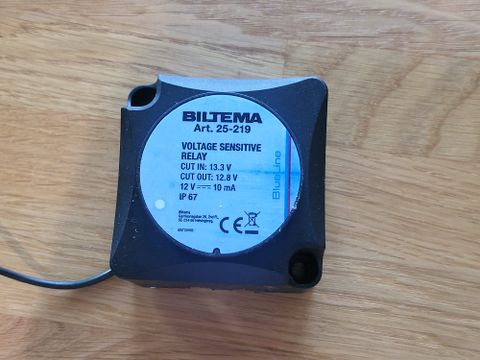 BILTEMA
Art. 25-219
VOLTAGE SENSITIVE
RELAY
CUT IN: 13.3 V
CUT OUT: 12.8 V
12 V ⎓ 10 mA
IP 67
Biltema
CE
BlueLine